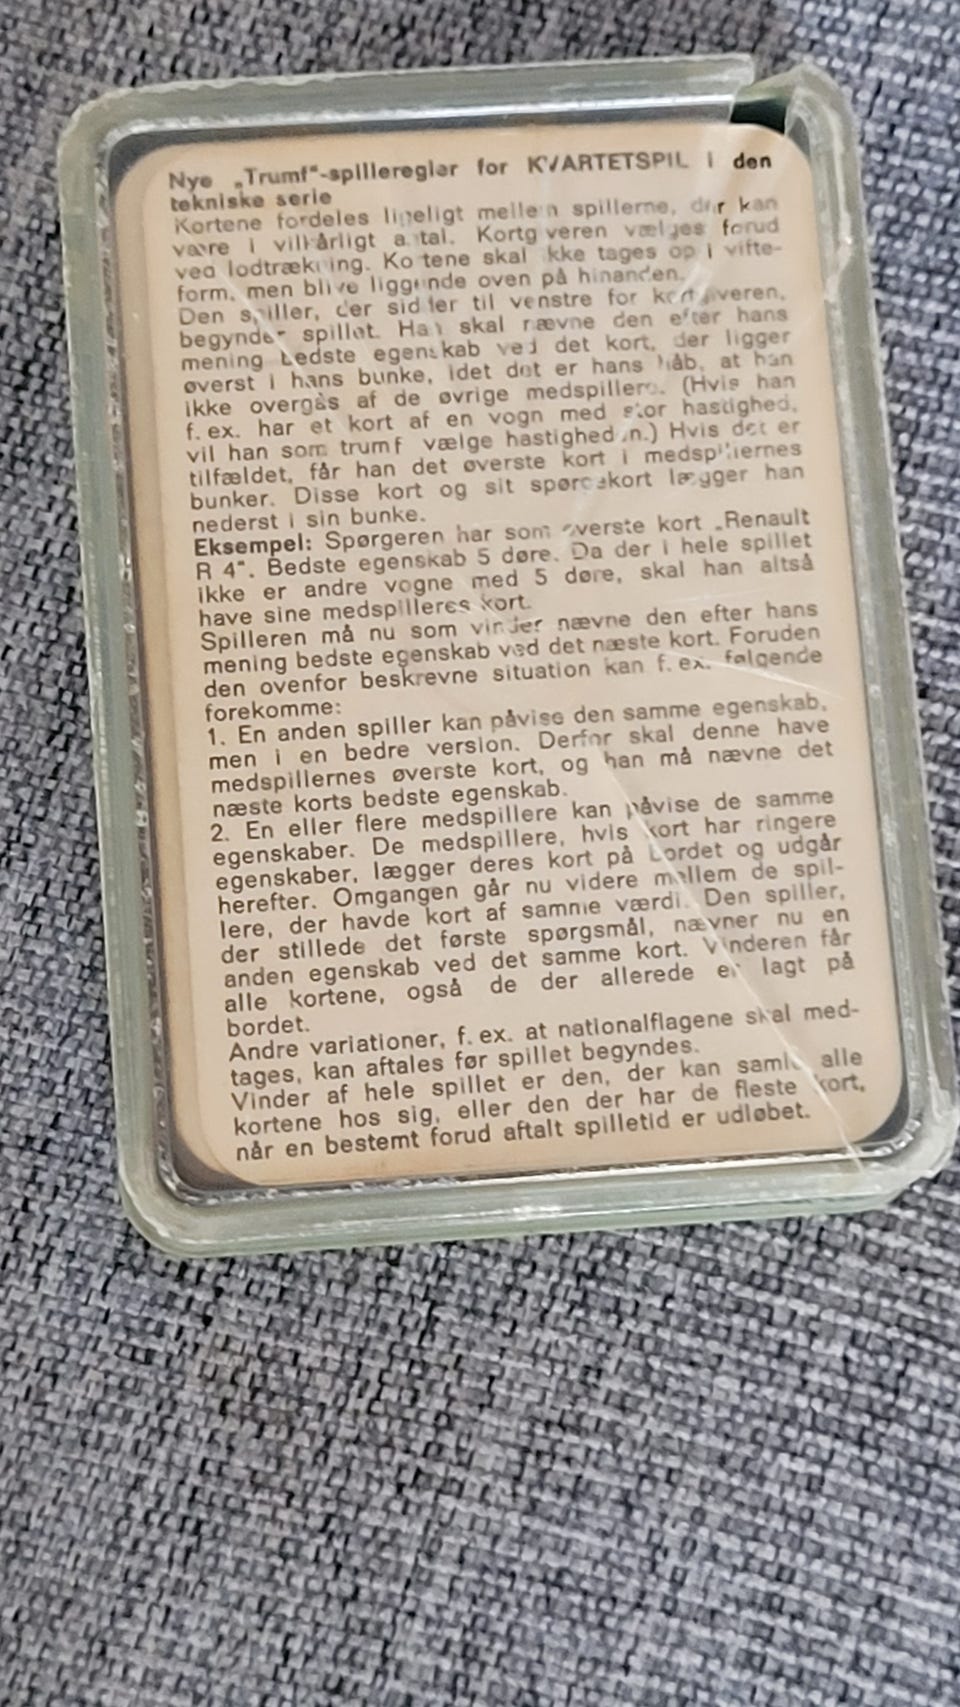 Nye „Trumf"-spilleregler for KVARTETSPIL i den
tekniske serie
Kortene fordeles ligeligt mellem spillerne, der kan
være i vilkårligt antal. Kortgiveren vælges forud
ved lodtrækning. Kortene skal ikke tages op i vifte-
form, men blive liggende oven på hinanden.
Den spiller, der sidder til venstre for kortgiveren,
begynder spillet. Han skal nævne den efter hans
mening bedste egenskab ved det kort, der ligger
øverst i hans bunke, idet det er hans håb, at han
ikke overgås af de øvrige medspillere. (Hvis han
f. ex. har et kort af en vogn med stor hastighed,
vil han som trumf vælge hastigheden.) Hvis det er
tilfældet, får han det øverste kort i medspillernes
bunker. Disse kort og sit spørgekort lægger han
nederst i sin bunke.
Eksempel: Spørgeren har som øverste kort „Renault
R 4". Bedste egenskab 5 døre. Da der i hele spillet
ikke er andre vogne med 5 døre, skal han altså
have sine medspilleres kort.
Spilleren må nu som vinder nævne den efter hans
mening bedste egenskab ved det næste kort. Foruden
den ovenfor beskrevne situation kan f. ex. følgende
forekomme:
1. En anden spiller kan påvise den samme egenskab,
men i en bedre version. Derfor skal denne have
medspillernes øverste kort, og han må nævne det
næste korts bedste egenskab.
2. En eller flere medspillere kan påvise de samme
egenskaber. De medspillere, hvis kort har ringere
egenskaber, lægger deres kort på bordet og udgår
herefter. Omgangen går nu videre mellem de spil-
lere, der havde kort af samme værdi. Den spiller,
der stillede det første spørgsmål, nævner nu en
anden egenskab ved det samme kort. Vinderen får
alle kortene, også de der allerede er lagt på
bordet.
Andre variationer, f. ex. at nationalflagene skal med-
tages, kan aftales før spillet begyndes.
Vinder af hele spillet er den, der kan samle alle
kortene hos sig, eller den der har de fleste kort,
når en bestemt forud aftalt spilletid er udløbet.